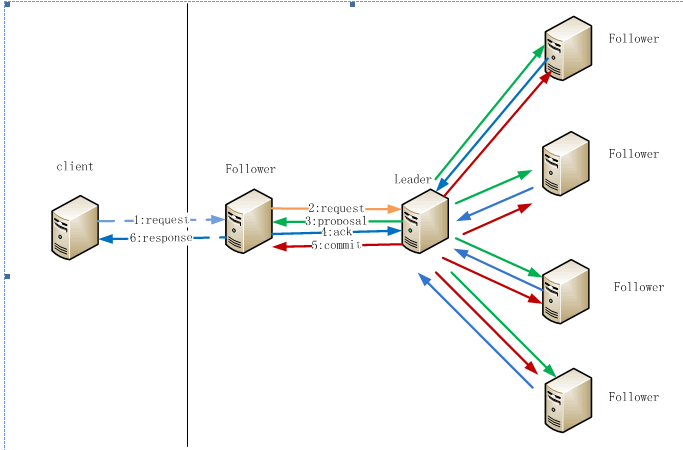 client
Follower
Leader
1:request
6:response
2:request
3:proposal
4:ack
5:commit
Follower
Follower
Follower
Follower